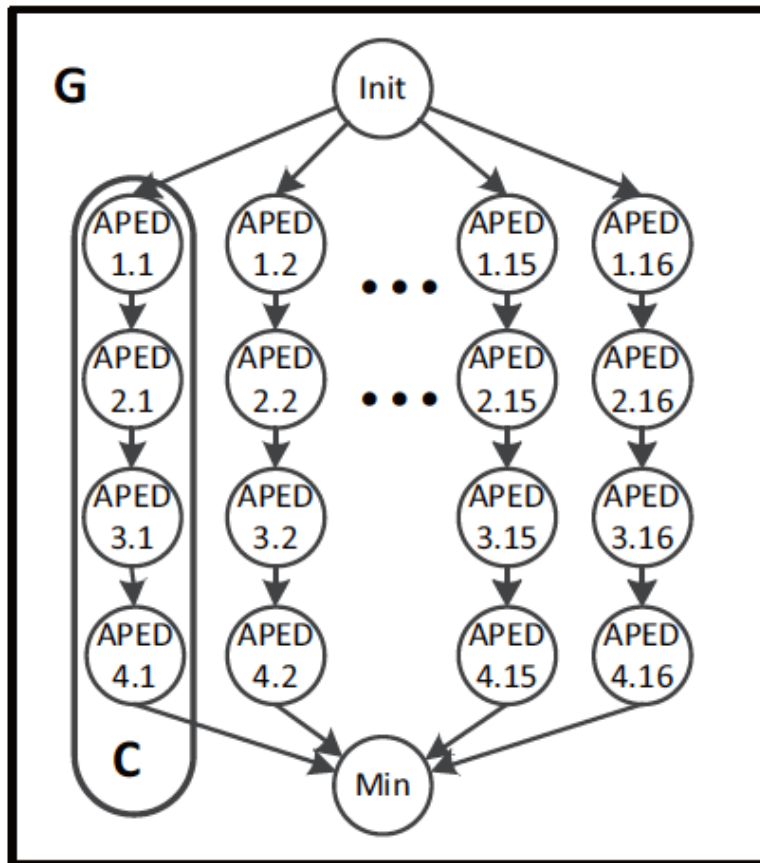 G
Init
APED
1.1
APED
1.2
APED
1.15
APED
1.16
•••
APED
2.1
APED
2.2
•••
APED
2.15
APED
2.16
APED
3.1
APED
3.2
APED
3.15
APED
3.16
APED
4.1
APED
4.2
APED
4.15
APED
4.16
C
Min